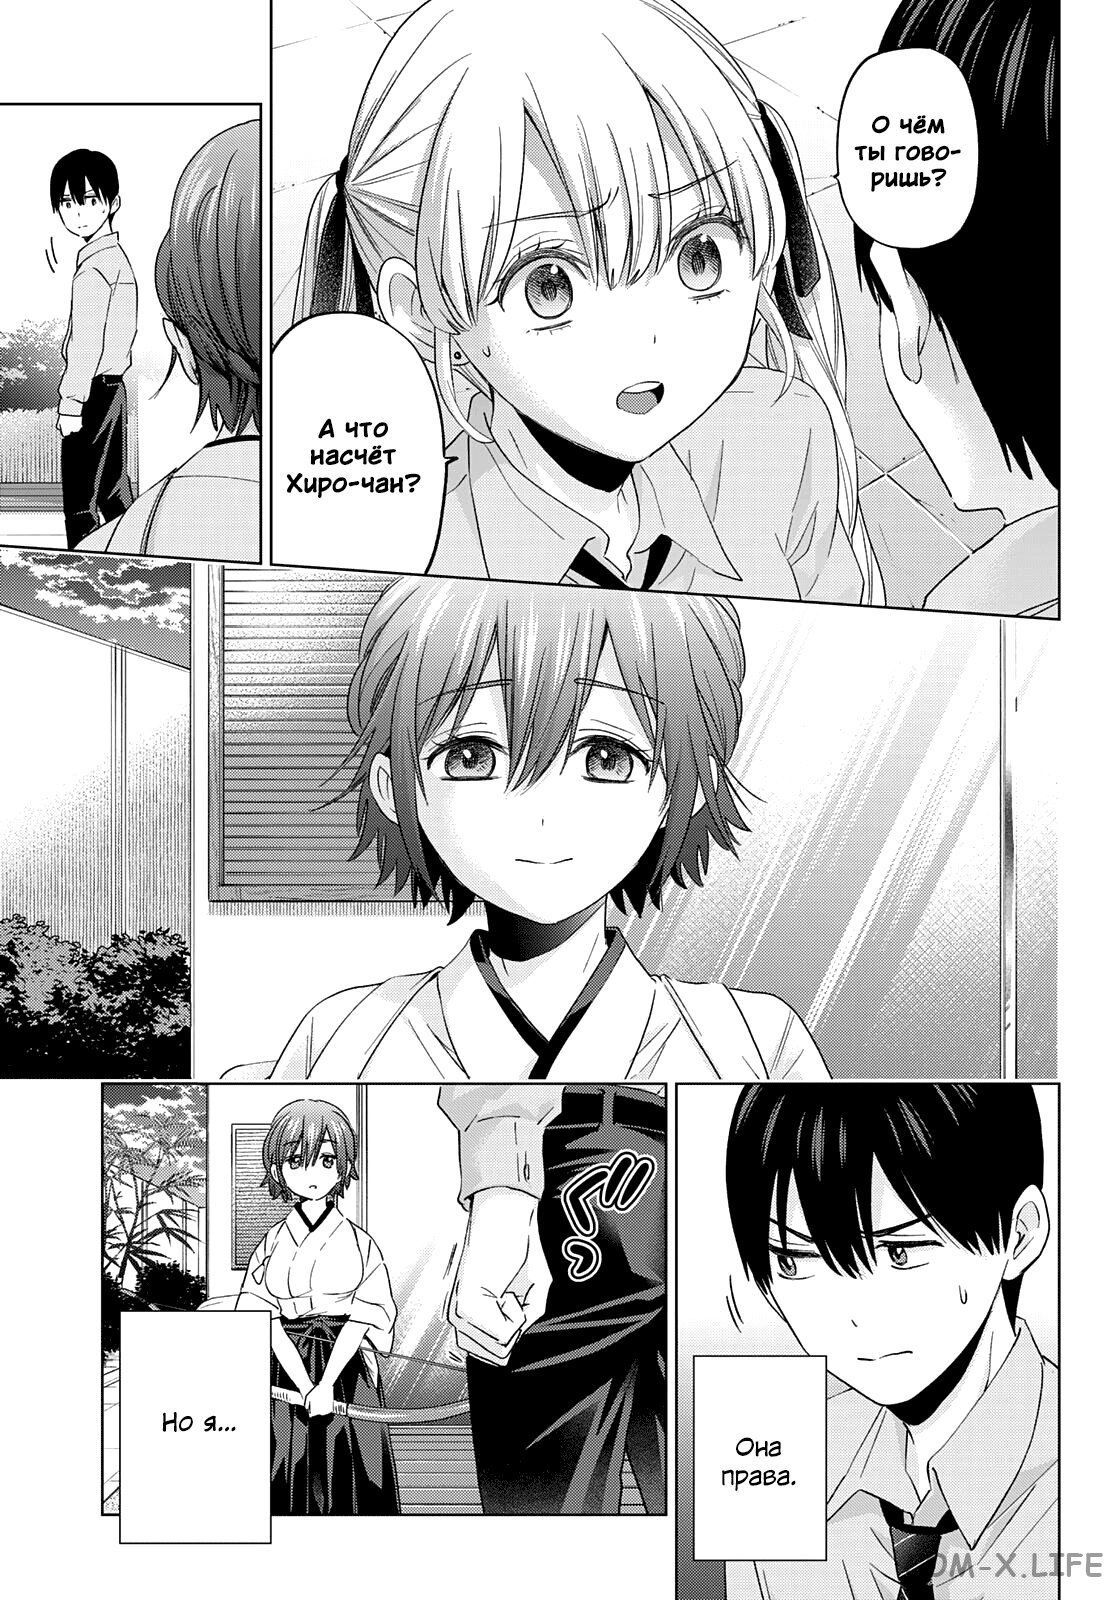 О чём
ты гово-
ришь?
А что
насчёт
Хиро-чан?
Она
права.
Но я...
DM-X.LIFE